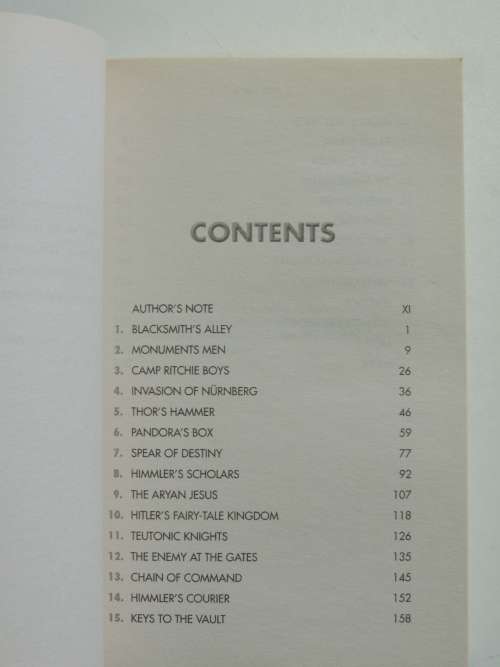 CONTENTS
AUTHOR'S NOTE XI
1. BLACKSMITH'S ALLEY 1
2. MONUMENTS MEN 9
3. CAMP RITCHIE BOYS 26
4. INVASION OF NÜRNBERG 36
5. THOR'S HAMMER 46
6. PANDORA'S BOX 59
7. SPEAR OF DESTINY 77
8. HIMMLER'S SCHOLARS 92
9. THE ARYAN JESUS 107
10. HITLER'S FAIRY-TALE KINGDOM 118
11. TEUTONIC KNIGHTS 126
12. THE ENEMY AT THE GATES 135
13. CHAIN OF COMMAND 145
14. HIMMLER'S COURIER 152
15. KEYS TO THE VAULT 158